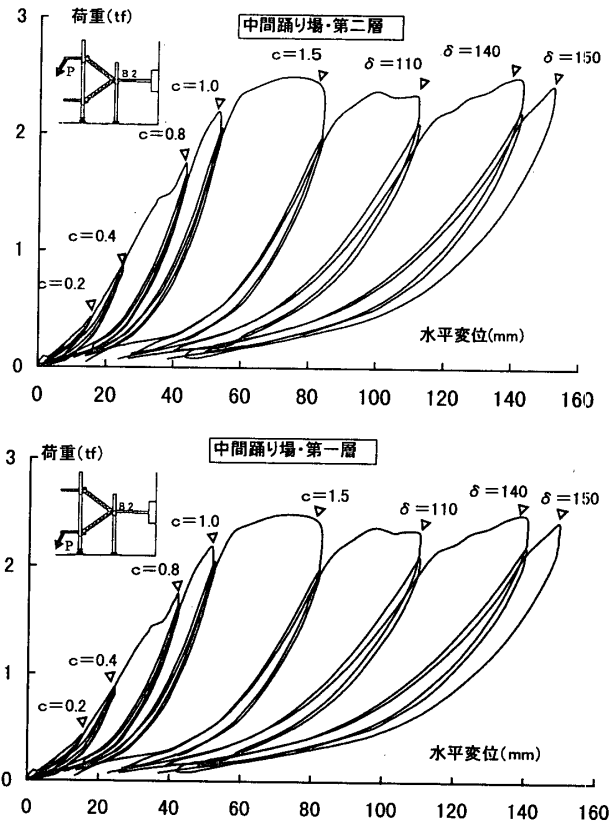 荷重(tf)
中間踊り場・第二層
3
2
1
0
P
B2
c=0.2
c=0.4
c=0.8
c=1.0
c=1.5
δ=110
δ=140
δ=150
水平変位(mm)
0 20 40 60 80 100 120 140 160
荷重(tf)
中間踊り場・第一層
3
2
1
0
P
B2
c=0.2
c=0.4
c=0.8
c=1.0
c=1.5
δ=110
δ=140
δ=150
水平変位(mm)
0 20 40 60 80 100 120 140 160